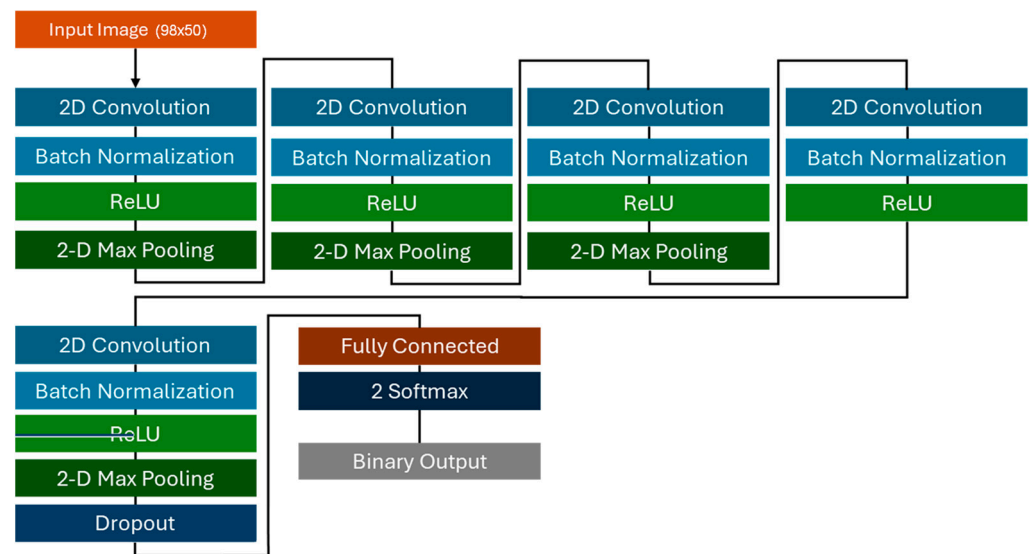 Input Image (98x50)
2D Convolution
Batch Normalization
ReLU
2-D Max Pooling
2D Convolution
Batch Normalization
ReLU
2-D Max Pooling
2D Convolution
Batch Normalization
ReLU
2-D Max Pooling
2D Convolution
Batch Normalization
ReLU
2D Convolution
Batch Normalization
ReLU
2-D Max Pooling
Dropout
Fully Connected
2 Softmax
Binary Output